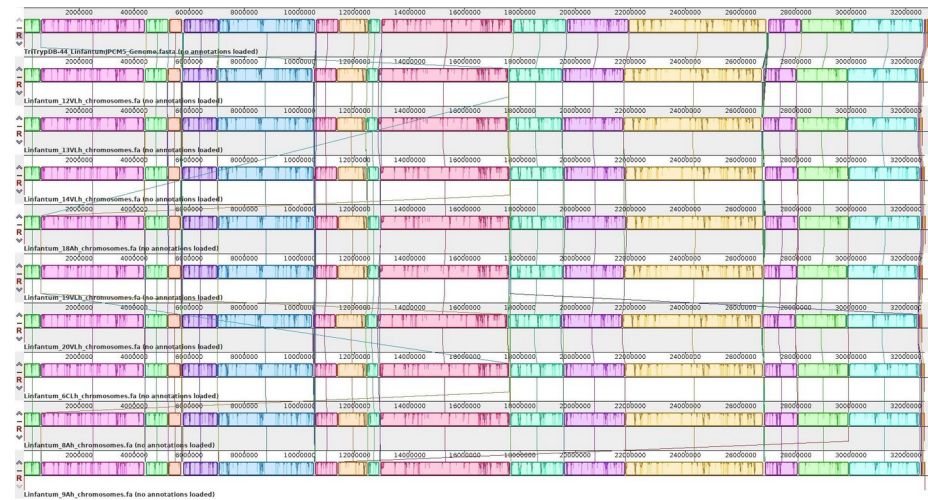 2000000 4000000 6000000 8000000 10000000 12000000 14000000 16000000 18000000 20000000 22000000 24000000 26000000 28000000 30000000 32000000
R
TriTrypDB-44_LinfantumJPCM5_Genome.fasta (no annotations loaded)
2000000 4000000 6000000 8000000 10000000 12000000 14000000 16000000 18000000 20000000 22000000 24000000 26000000 28000000 30000000 32000000
R
Linfantum_12VLh_chromosomes.fa (no annotations loaded)
2000000 4000000 6000000 8000000 10000000 12000000 14000000 16000000 18000000 20000000 22000000 24000000 26000000 28000000 30000000 32000000
R
Linfantum_13VLh_chromosomes.fa (no annotations loaded)
2000000 4000000 6000000 8000000 10000000 12000000 14000000 16000000 18000000 20000000 22000000 24000000 26000000 28000000 30000000 32000000
R
Linfantum_14VLh_chromosomes.fa (no annotations loaded)
2000000 4000000 6000000 8000000 10000000 12000000 14000000 16000000 18000000 20000000 22000000 24000000 26000000 28000000 30000000 32000000
R
Linfantum_18Ah_chromosomes.fa (no annotations loaded)
2000000 4000000 6000000 8000000 10000000 12000000 14000000 16000000 18000000 20000000 22000000 24000000 26000000 28000000 30000000 32000000
R
Linfantum_19VLh_chromosomes.fa (no annotations loaded)
2000000 4000000 6000000 8000000 10000000 12000000 14000000 16000000 18000000 20000000 22000000 24000000 26000000 28000000 30000000 32000000
R
Linfantum_20VLh_chromosomes.fa (no annotations loaded)
2000000 4000000 6000000 8000000 10000000 12000000 14000000 16000000 18000000 20000000 22000000 24000000 26000000 28000000 30000000 32000000
R
Linfantum_6CLh_chromosomes.fa (no annotations loaded)
2000000 4000000 6000000 8000000 10000000 12000000 14000000 16000000 18000000 20000000 22000000 24000000 26000000 28000000 30000000 32000000
R
Linfantum_8Ah_chromosomes.fa (no annotations loaded)
2000000 4000000 6000000 8000000 10000000 12000000 14000000 16000000 18000000 20000000 22000000 24000000 26000000 28000000 30000000 32000000
R
Linfantum_9Ah_chromosomes.fa (no annotations loaded)